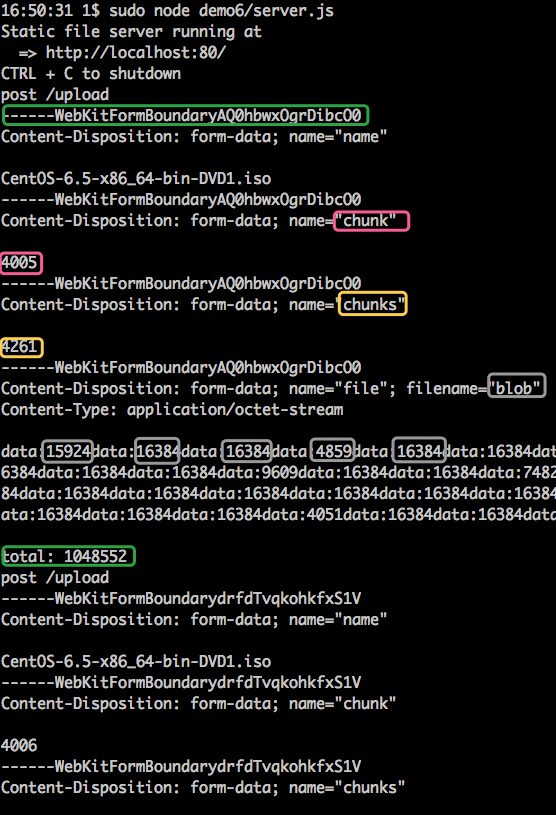 16:50:31 1$ sudo node demo6/server.js
Static file server running at
=> http://localhost:80/
CTRL + C to shutdown
post /upload
------WebKitFormBoundaryAQ0hbwxOgrDibcO0
Content-Disposition: form-data; name="name"
CentOS-6.5-x86_64-bin-DVD1.iso
------WebKitFormBoundaryAQ0hbwxOgrDibcO0
Content-Disposition: form-data; name="chunk"
4005
------WebKitFormBoundaryAQ0hbwxOgrDibcO0
Content-Disposition: form-data; name="chunks"
4261
------WebKitFormBoundaryAQ0hbwxOgrDibcO0
Content-Disposition: form-data; name="file"; filename="blob"
Content-Type: application/octet-stream
data:15924data:16384data:16384data:4859data:16384data:16384dat
6384data:16384data:16384data:9609data:16384data:16384data:7482
84data:16384data:16384data:16384data:16384data:16384data:16384
ata:16384data:16384data:16384data:4051data:16384data:16384data
total: 1048552
post /upload
------WebKitFormBoundarydrfdTvqkohkfxS1V
Content-Disposition: form-data; name="name"
CentOS-6.5-x86_64-bin-DVD1.iso
------WebKitFormBoundarydrfdTvqkohkfxS1V
Content-Disposition: form-data; name="chunk"
4006
------WebKitFormBoundarydrfdTvqkohkfxS1V
Content-Disposition: form-data; name="chunks"